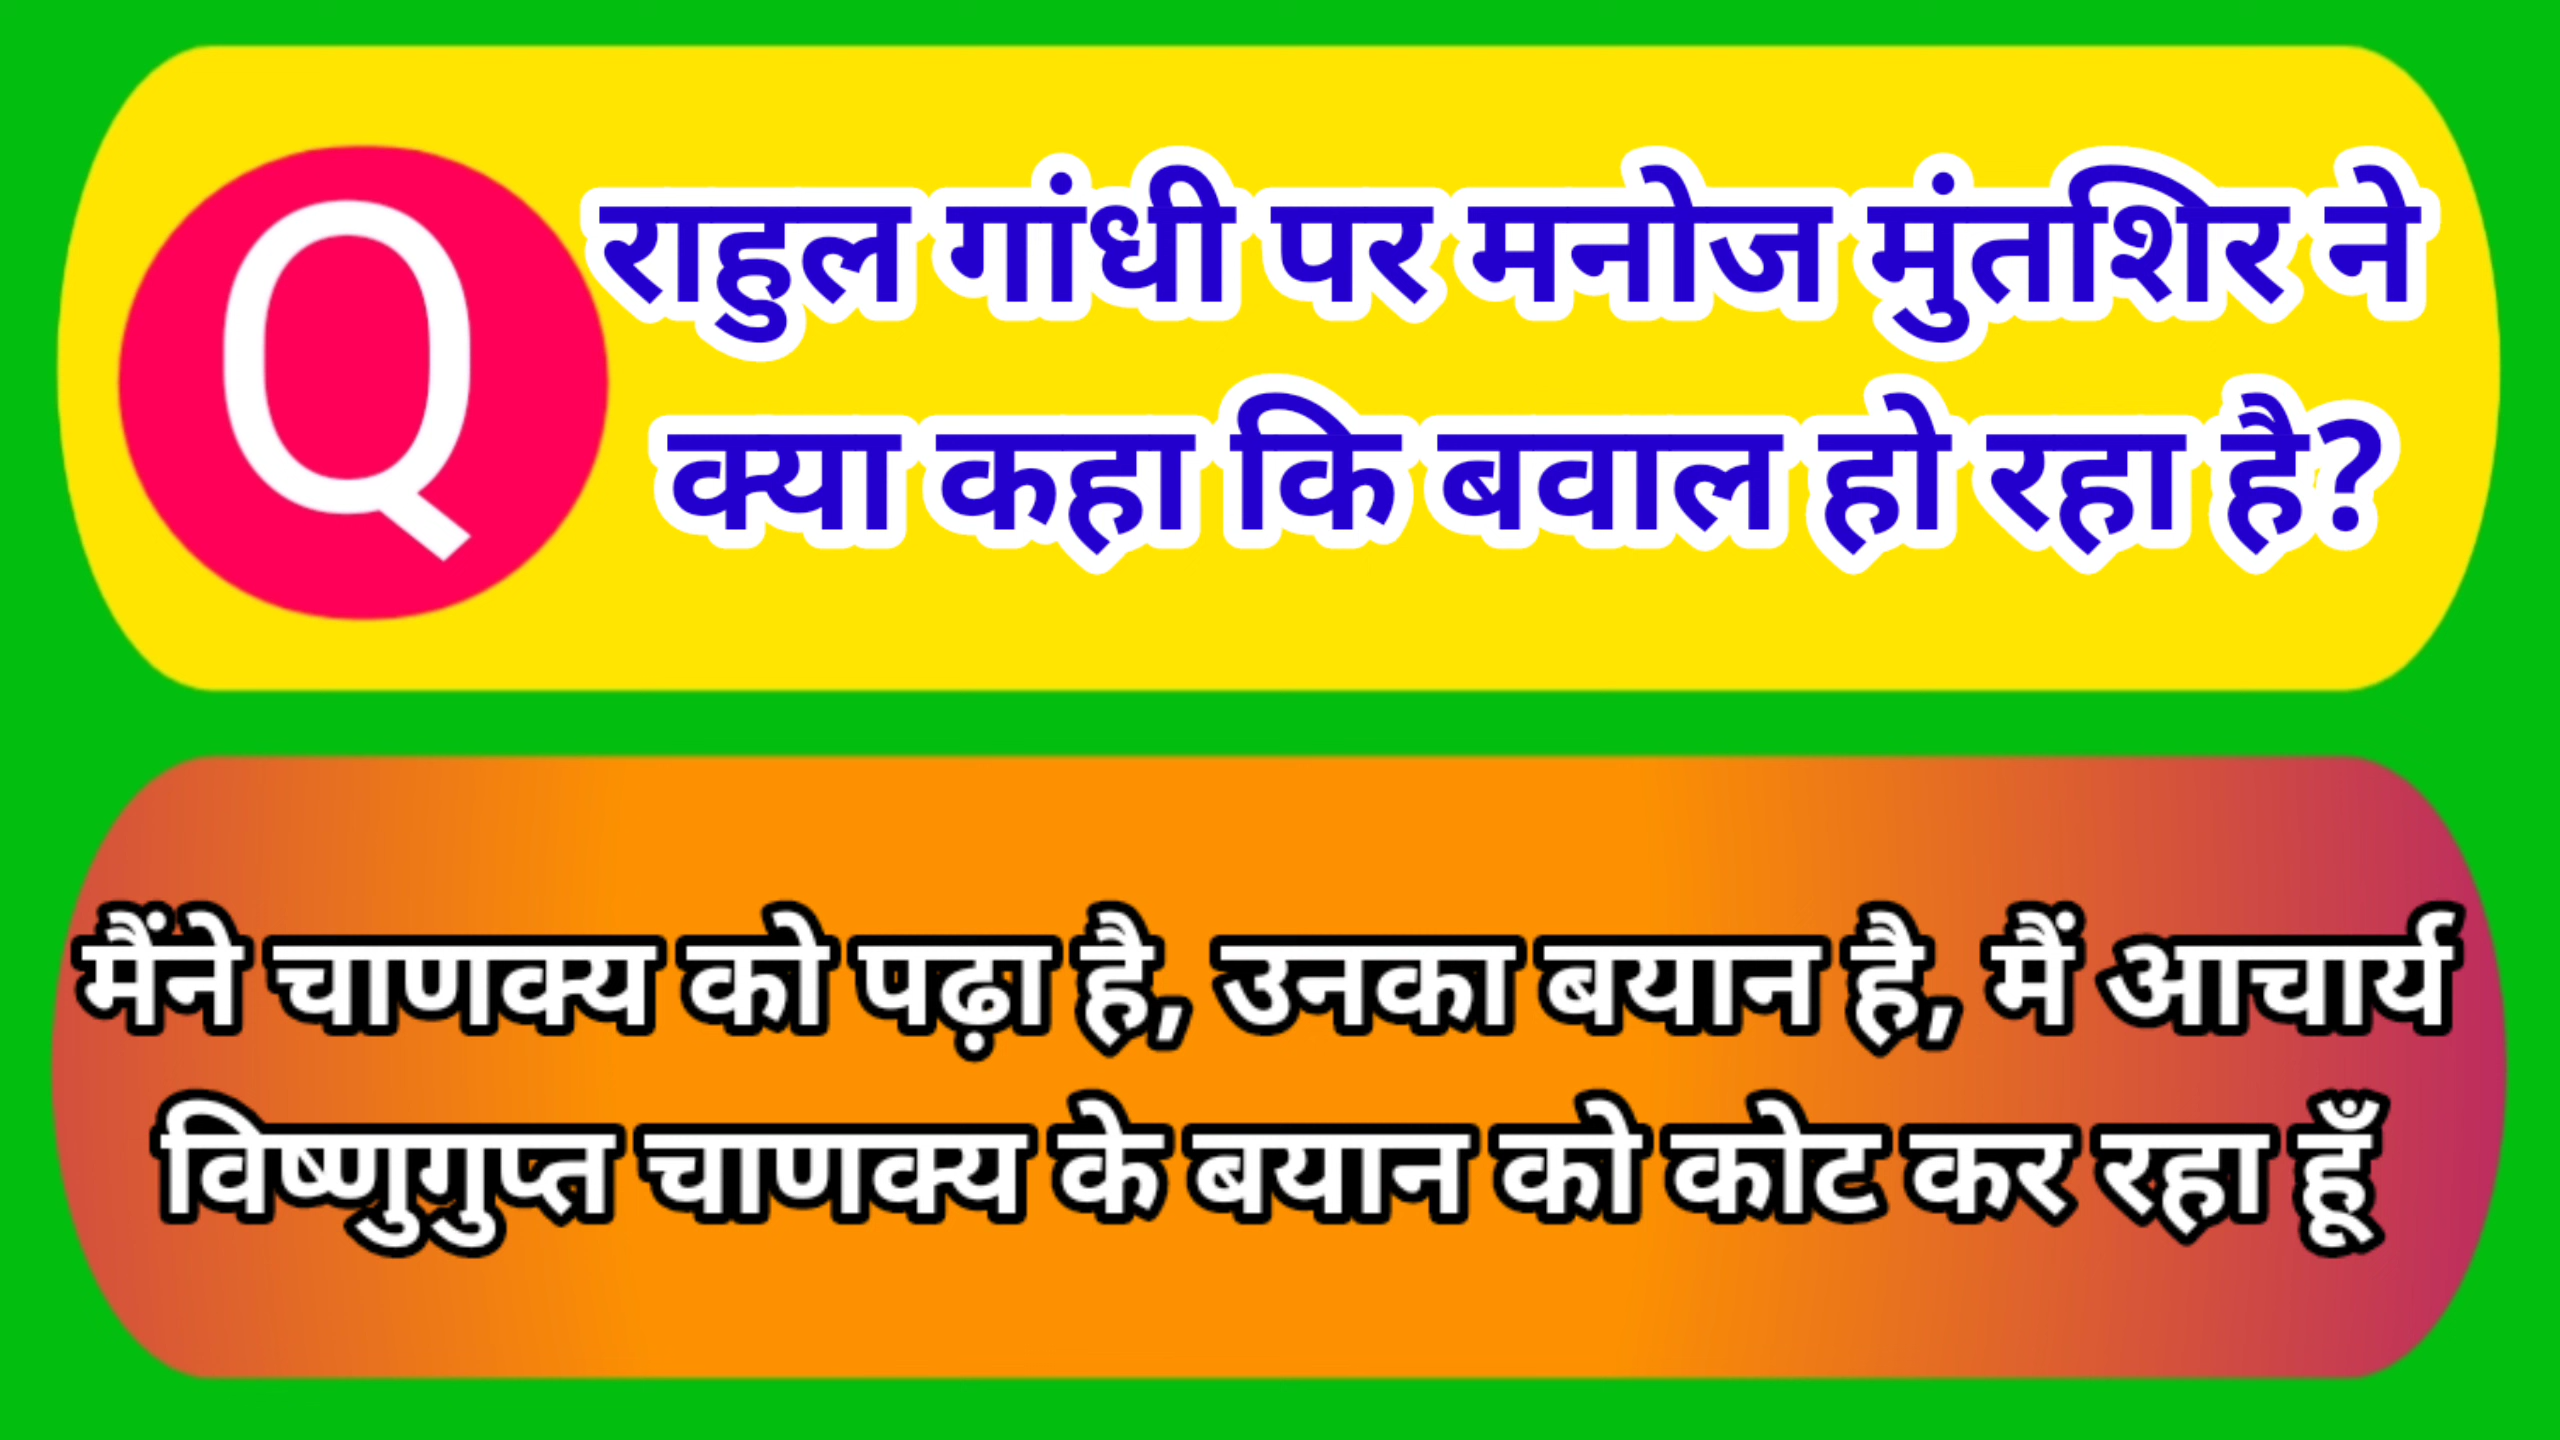 Q
राहुल गांधी पर मनोज मुंतशिर ने
क्या कहा कि बवाल हो रहा है?
मैंने चाणक्य को पढ़ा है, उनका बयान है, मैं आचार्य
विष्णुगुप्त चाणक्य के बयान को कोट कर रहा हूँ